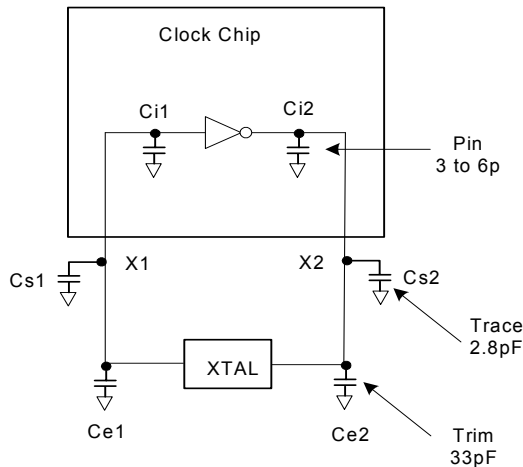 Clock Chip
Ci1
Ci2
Pin
3 to 6p
X1
X2
Cs1
Cs2
Trace
2.8pF
XTAL
Ce1
Ce2
Trim
33pF